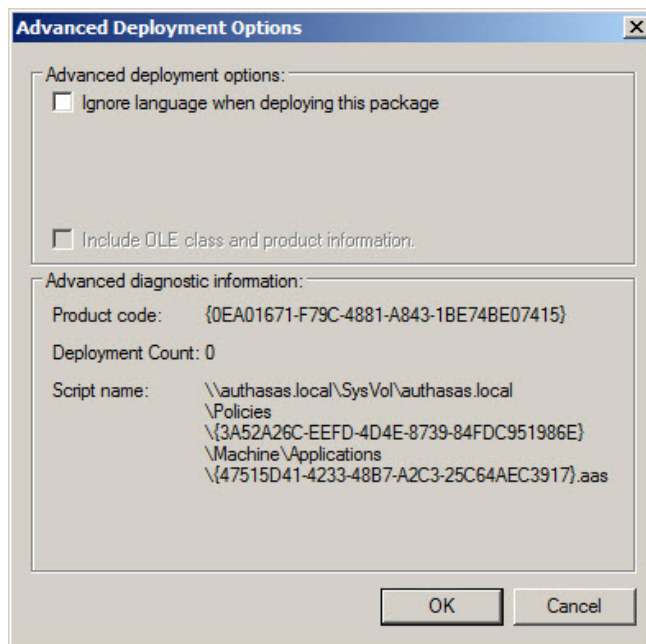 Advanced Deployment Options
Advanced deployment options:
Ignore language when deploying this package
Include OLE class and product information.
Advanced diagnostic information:
Product code: {0EA01671-F79C-4881-A843-1BE74BE07415}
Deployment Count: 0
Script name: \\authasas.local\SysVol\authasas.local
\Policies
\{3A52A26C-EEFD-4D4E-8739-84FDC951986E}
\Machine\Applications
\{47515D41-4233-48B7-A2C3-25C64AEC3917}.aas
OK Cancel